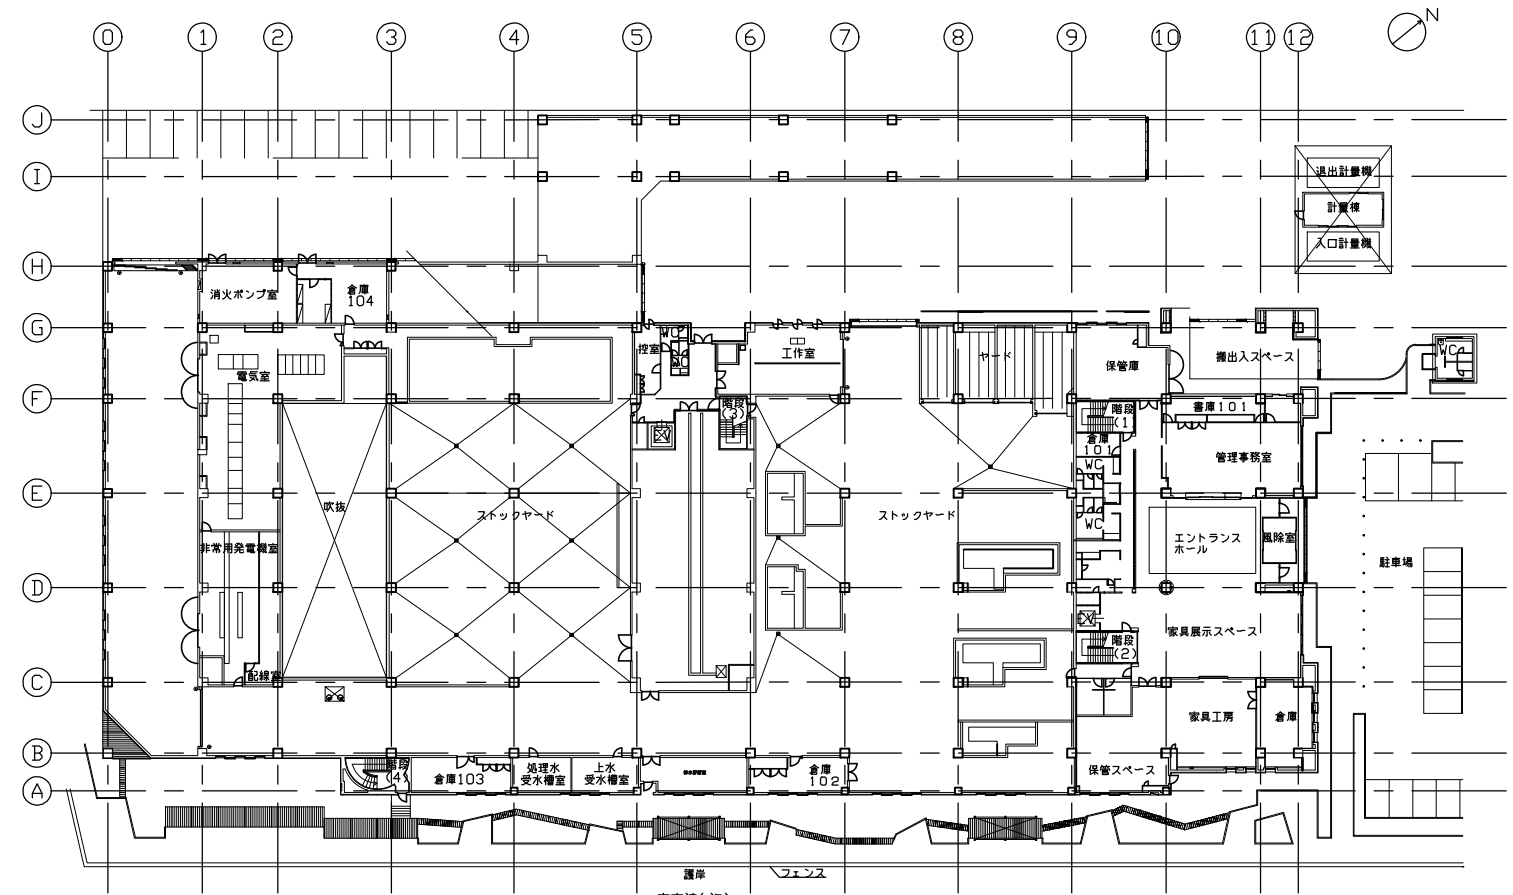 N
0 1 2 3 4 5 6 7 8 9 10 11 12
J
I
退出計量機
計量棟
入口計量機
H
消火ポンプ室
倉庫
104
G
WC
控室
WC
工作室
ヤード
保管庫
搬出入スペース
WC
電気室
F
階段
(3)
階段
(1)
書庫101
倉庫
101
WC
管理事務室
E
吹抜
ストックヤード
ストックヤード
WC
エントランス
ホール
風除室
非常用発電機室
駐車場
D
家具展示スペース
階段
(2)
配線室
C
家具工房
倉庫
B
階段
(4)
倉庫103
処理水
受水槽室
上水
受水槽室
倉庫
102
保管スペース
A
護岸
フェンス